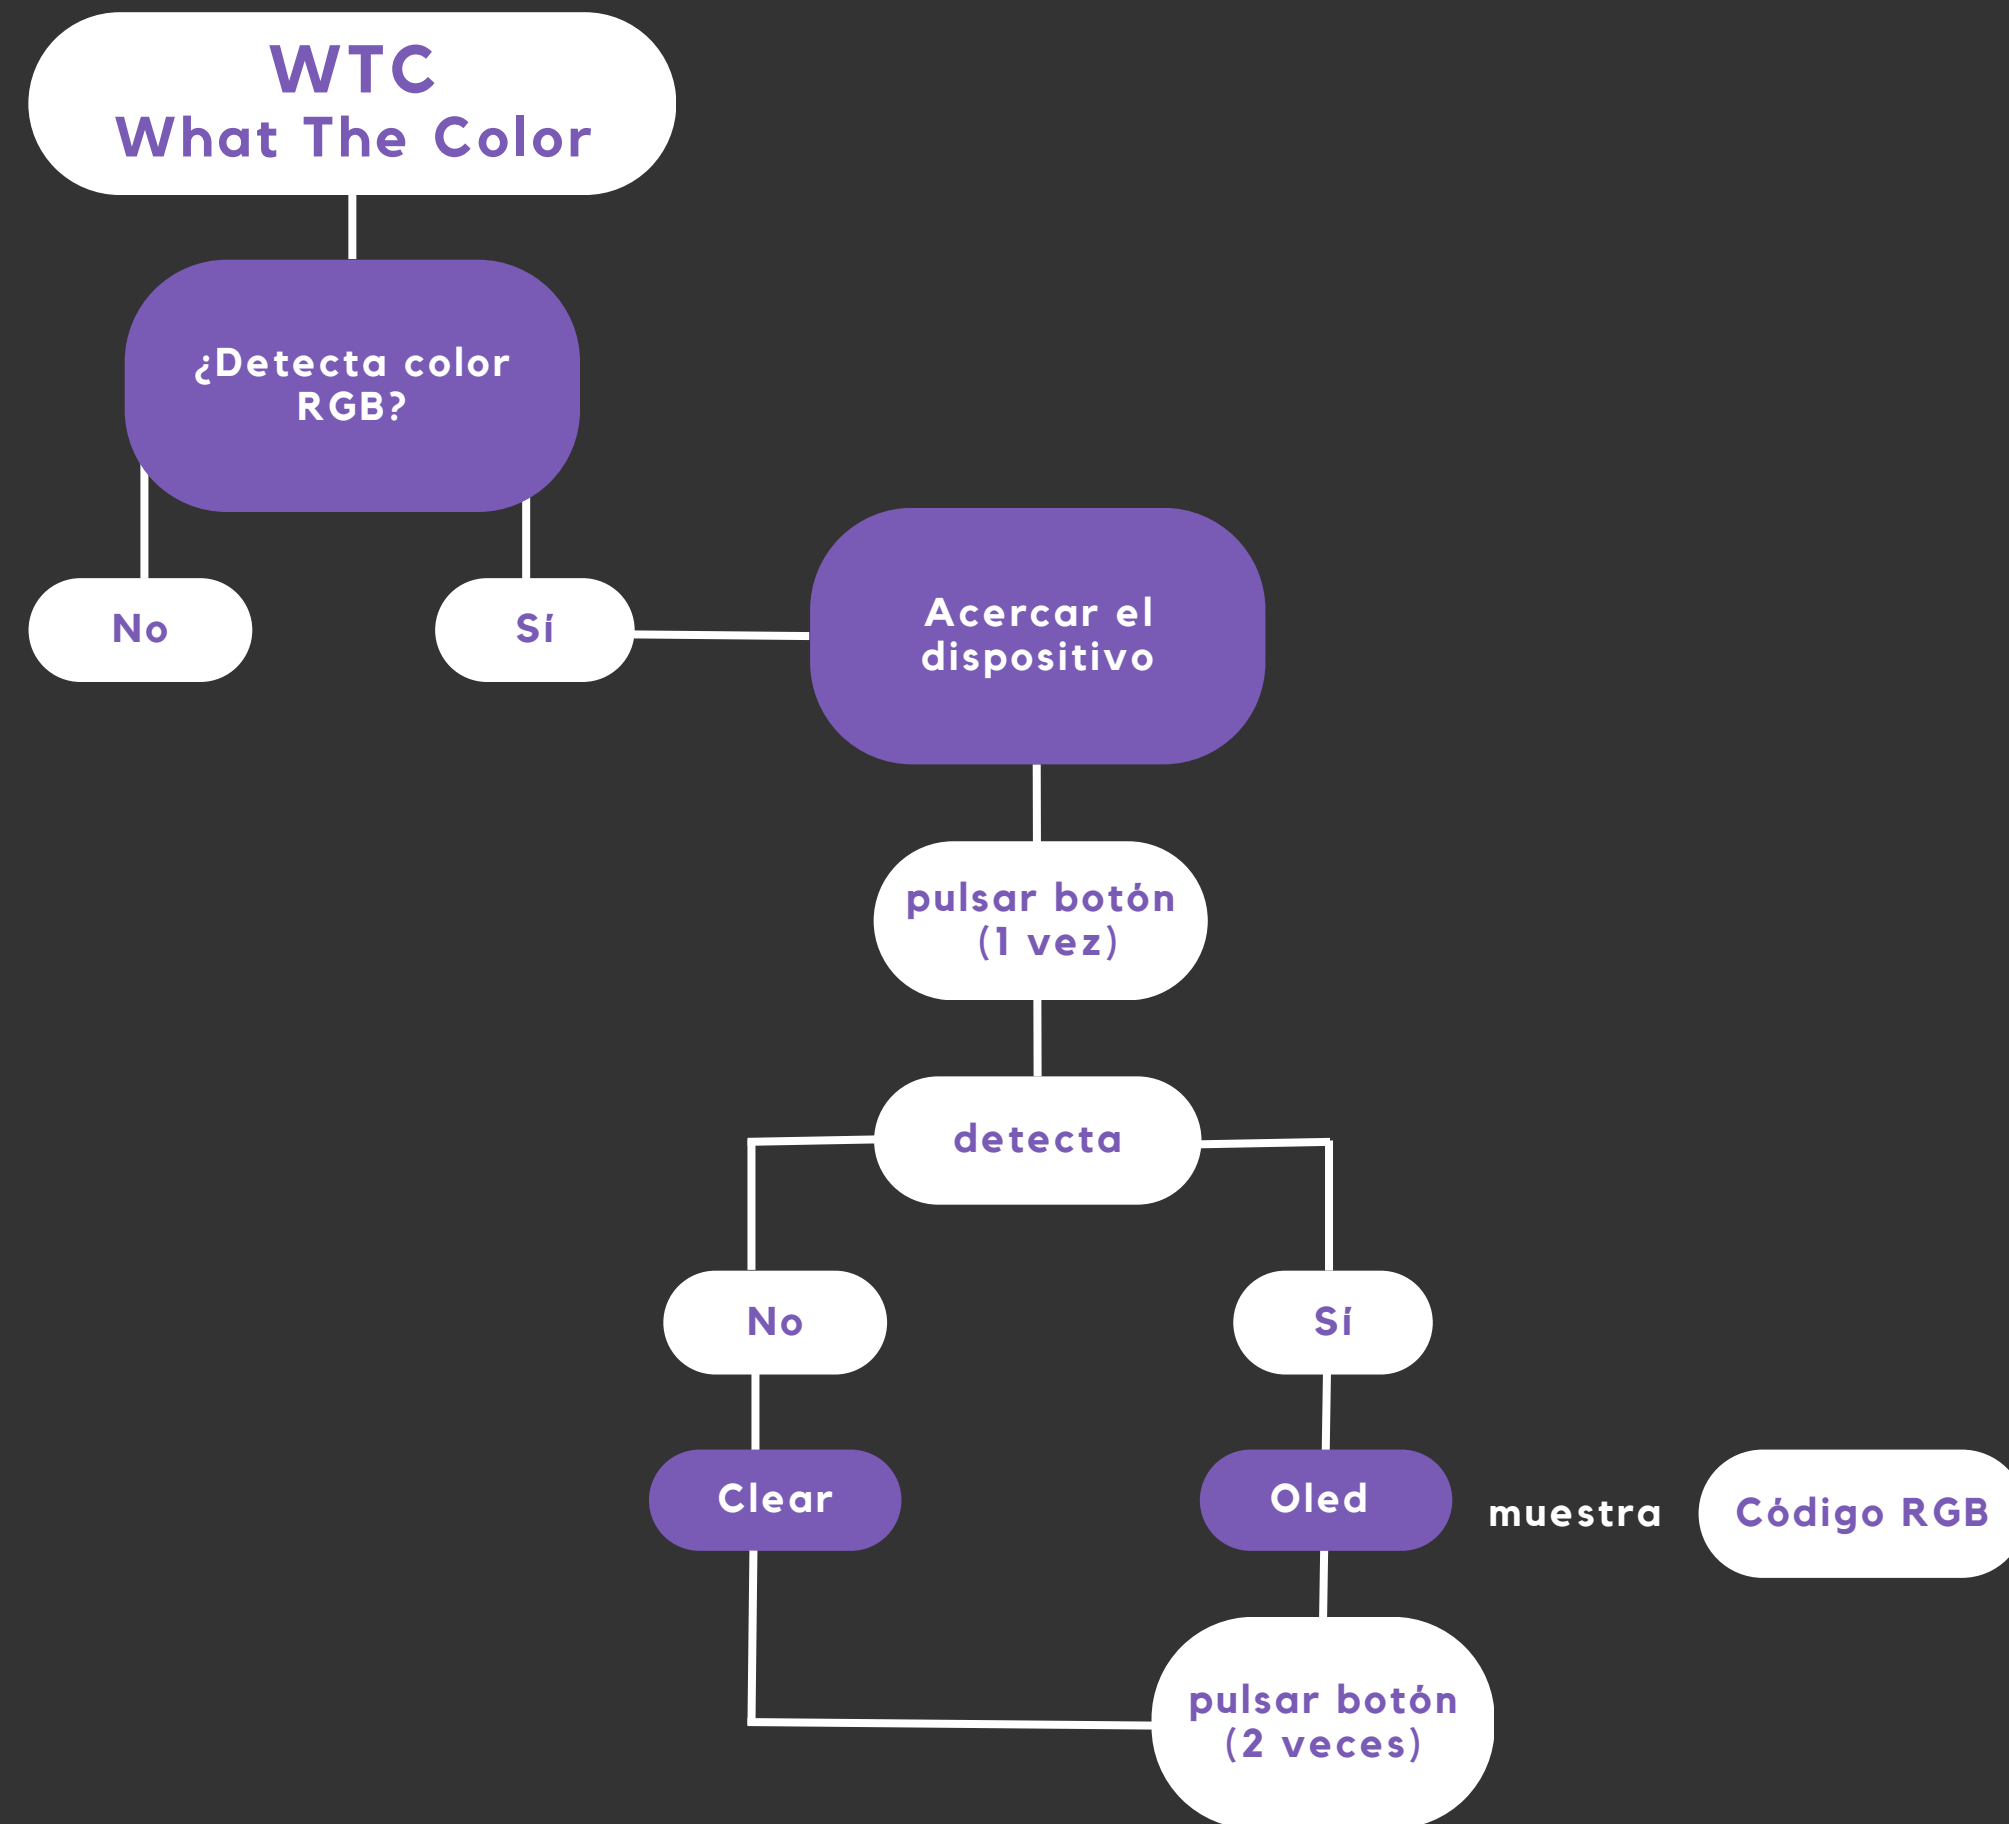 WTC
What The Color
¿Detecta color
RGB?
No
Sí
Acercar el
dispositivo
pulsar botón
(1 vez)
detecta
No
Sí
Clear
Oled
muestra
Código RGB
pulsar botón
(2 veces)